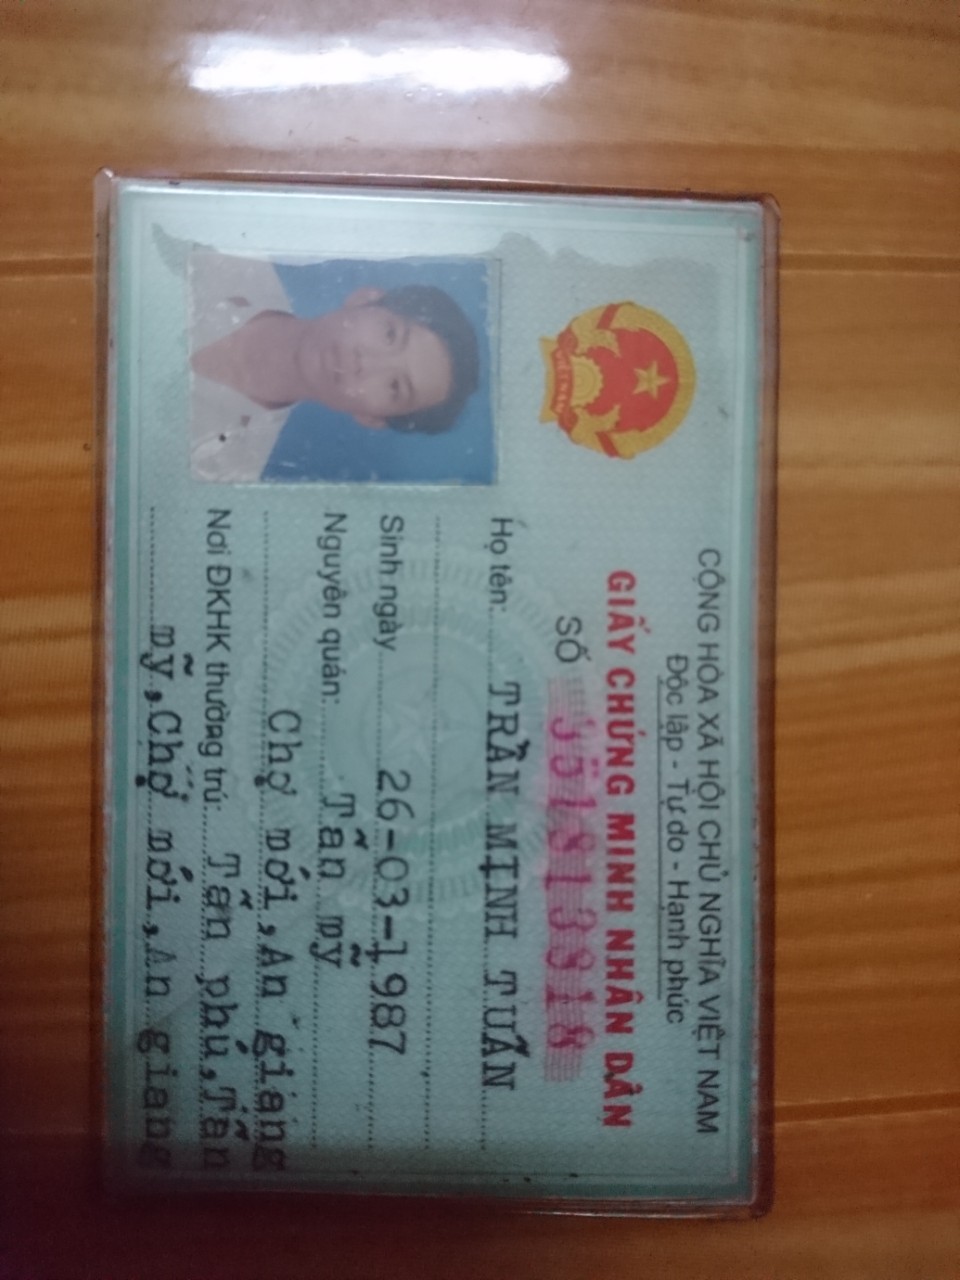 CỘNG HÒA XÃ HỘI CHỦ NGHĨA VIỆT NAM
Độc lập - Tự do - Hạnh phúc
GIẤY CHỨNG MINH NHÂN DÂN
SỐ
Họ tên: TRẦN MINH TUẤN
Sinh ngày 26-03-1987
Nguyên quán: Tấn mỹ
Chợ mới, An giang
Nơi ĐKHK thường trú: Tấn phú, Tấn
mỹ, Chợ mới, An giang
VIỆT NAM